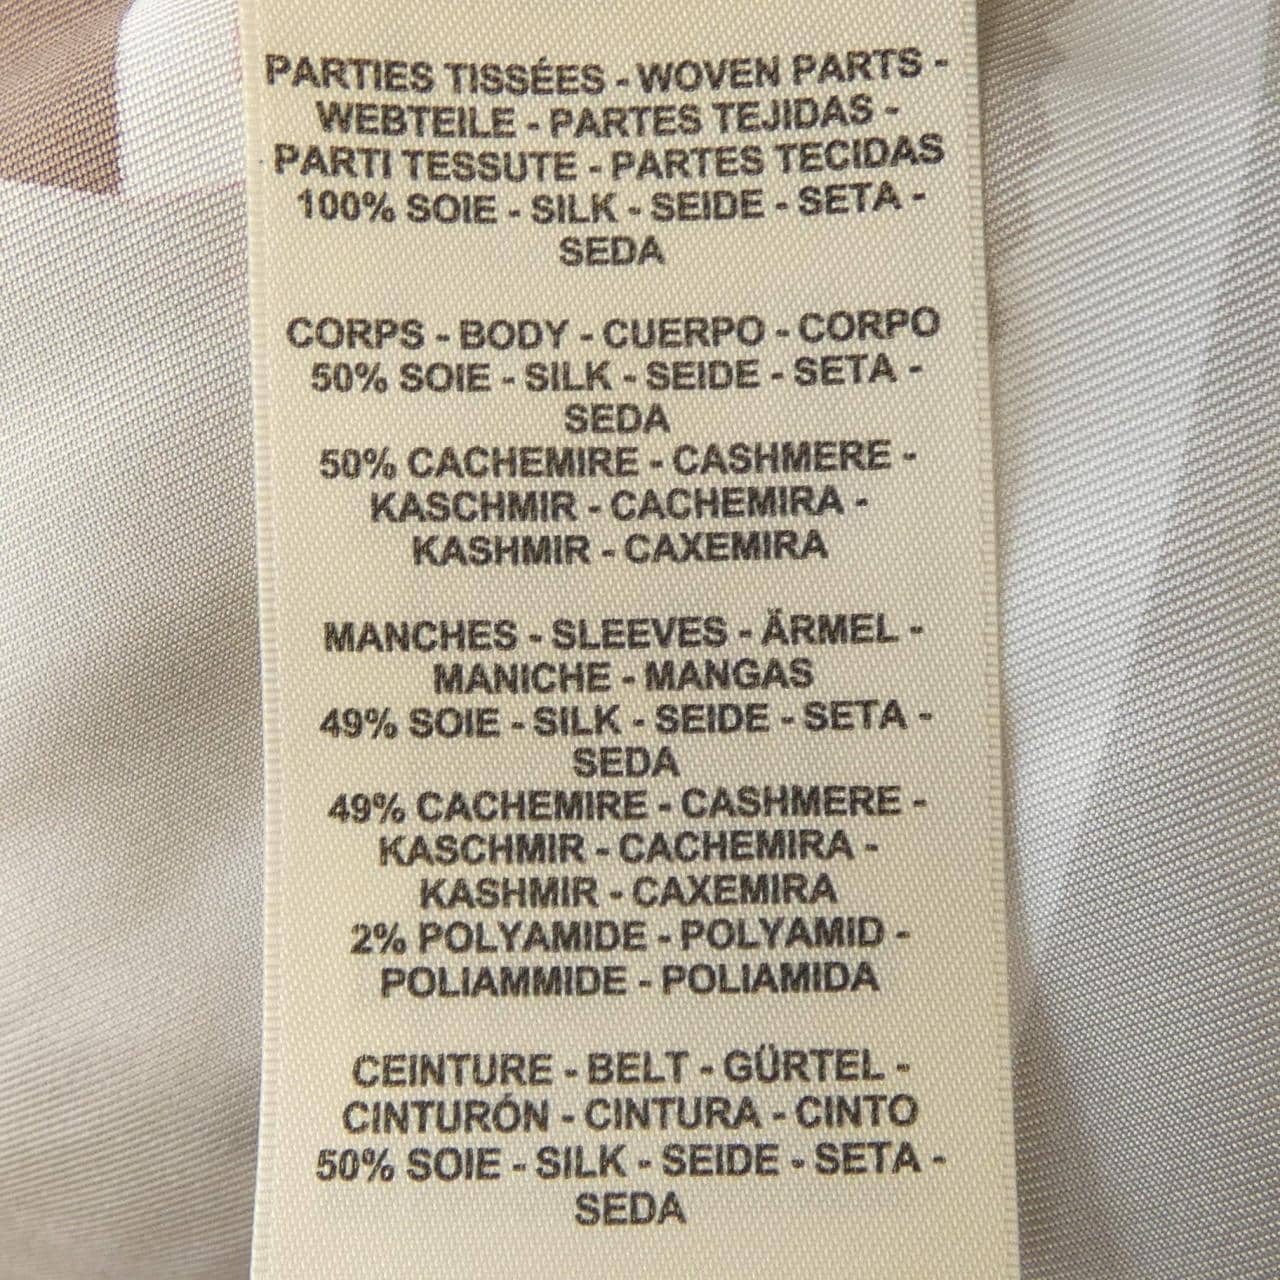 PARTIES TISSÉES - WOVEN PARTS -
WEBTEILE - PARTES TEJIDAS -
PARTI TESSUTE - PARTES TECIDAS
100% SOIE - SILK - SEIDE - SETA -
SEDA
CORPS - BODY - CUERPO - CORPO
50% SOIE - SILK - SEIDE - SETA -
SEDA
50% CACHEMIRE - CASHMERE -
KASCHMIR - CACHEMIRA -
KASHMIR - CAXEMIRA
MANCHES - SLEEVES - ÄRMEL -
MANICHE - MANGAS
49% SOIE - SILK - SEIDE - SETA -
SEDA
49% CACHEMIRE - CASHMERE -
KASCHMIR - CACHEMIRA -
KASHMIR - CAXEMIRA
2% POLYAMIDE - POLYAMID -
POLIAMMIDE - POLIAMIDA
CEINTURE - BELT - GÜRTEL -
CINTURÓN - CINTURA - CINTO
50% SOIE - SILK - SEIDE - SETA -
SEDA